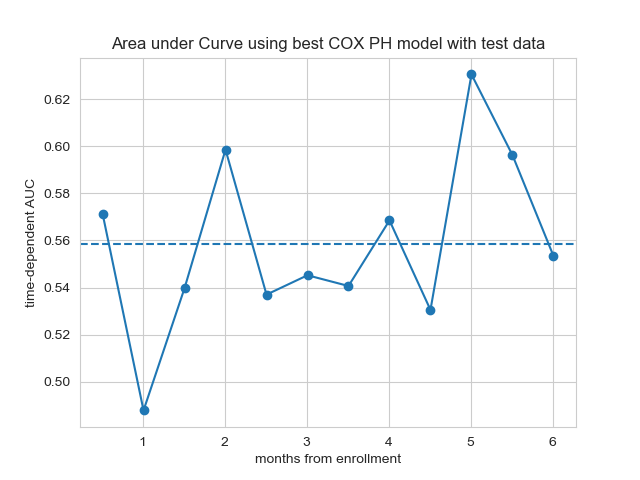 Area under Curve using best COX PH model with test data
time-dependent AUC
0.62
0.60
0.58
0.56
0.54
0.52
0.50
1 2 3 4 5 6
months from enrollment